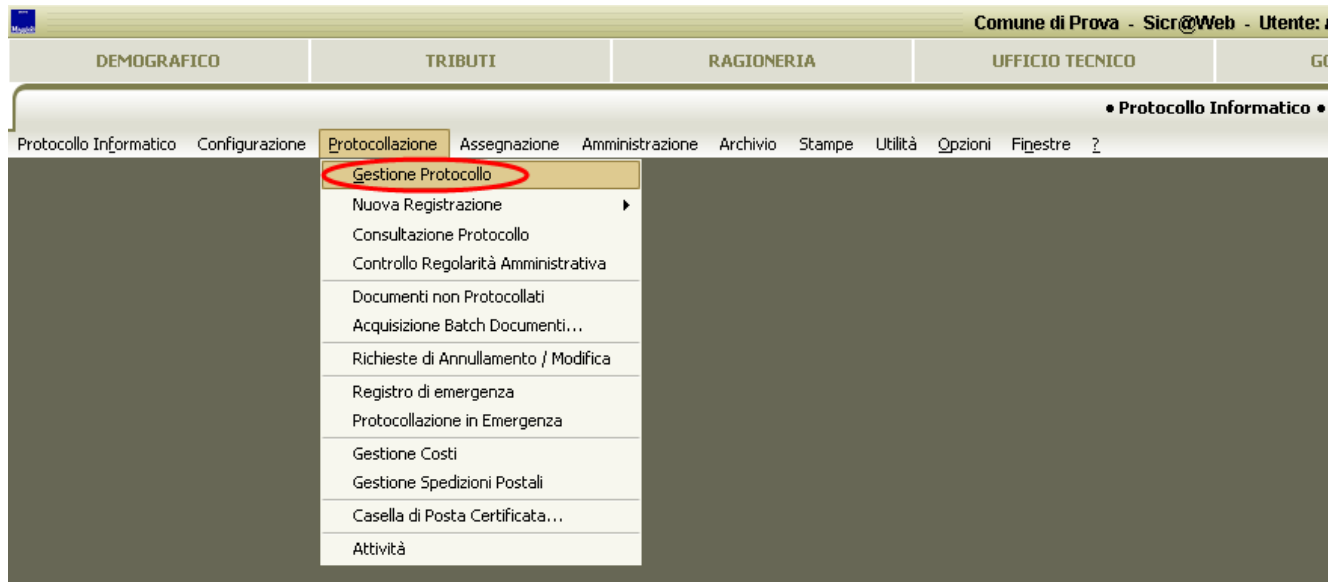 Comune di Prova - Sicr@Web - Utente:
DEMOGRAFICO TRIBUTI RAGIONERIA UFFICIO TECNICO
• Protocollo Informatico •
Protocollo Informatico Configurazione Protocollazione Assegnazione Amministrazione Archivio Stampe Utilità Opzioni Finestre ?
Gestione Protocollo
Nuova Registrazione
Consultazione Protocollo
Controllo Regolarità Amministrativa
Documenti non Protocollati
Acquisizione Batch Documenti...
Richieste di Annullamento / Modifica
Registro di emergenza
Protocollazione in Emergenza
Gestione Costi
Gestione Spedizioni Postali
Casella di Posta Certificata...
Attività